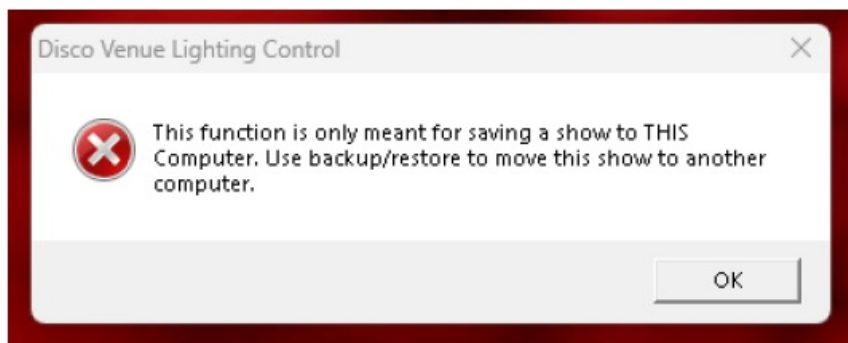 Disco Venue Lighting Control
This function is only meant for saving a show to THIS
Computer. Use backup/restore to move this show to another
computer.
OK